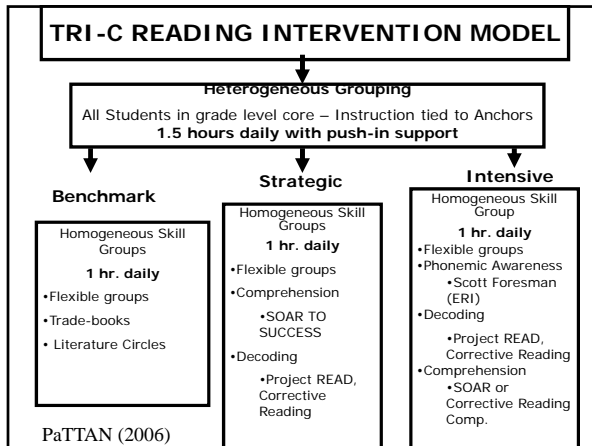 TRI-C READING INTERVENTION MODEL
Heterogeneous Grouping
All Students in grade level core – Instruction tied to Anchors
1.5 hours daily with push-in support
Benchmark
Homogeneous Skill
Groups
1 hr. daily
•Flexible groups
•Trade-books
• Literature Circles
Strategic
Homogeneous Skill
Groups
1 hr. daily
•Flexible groups
•Comprehension
•SOAR TO
SUCCESS
•Decoding
•Project READ,
Corrective
Reading
Intensive
Homogeneous Skill
Group
1 hr. daily
•Flexible groups
•Phonemic Awareness
•Scott Foresman
(ERI)
•Decoding
•Project READ,
Corrective Reading
•Comprehension
•SOAR or
Corrective Reading
Comp.
PaTTAN (2006)